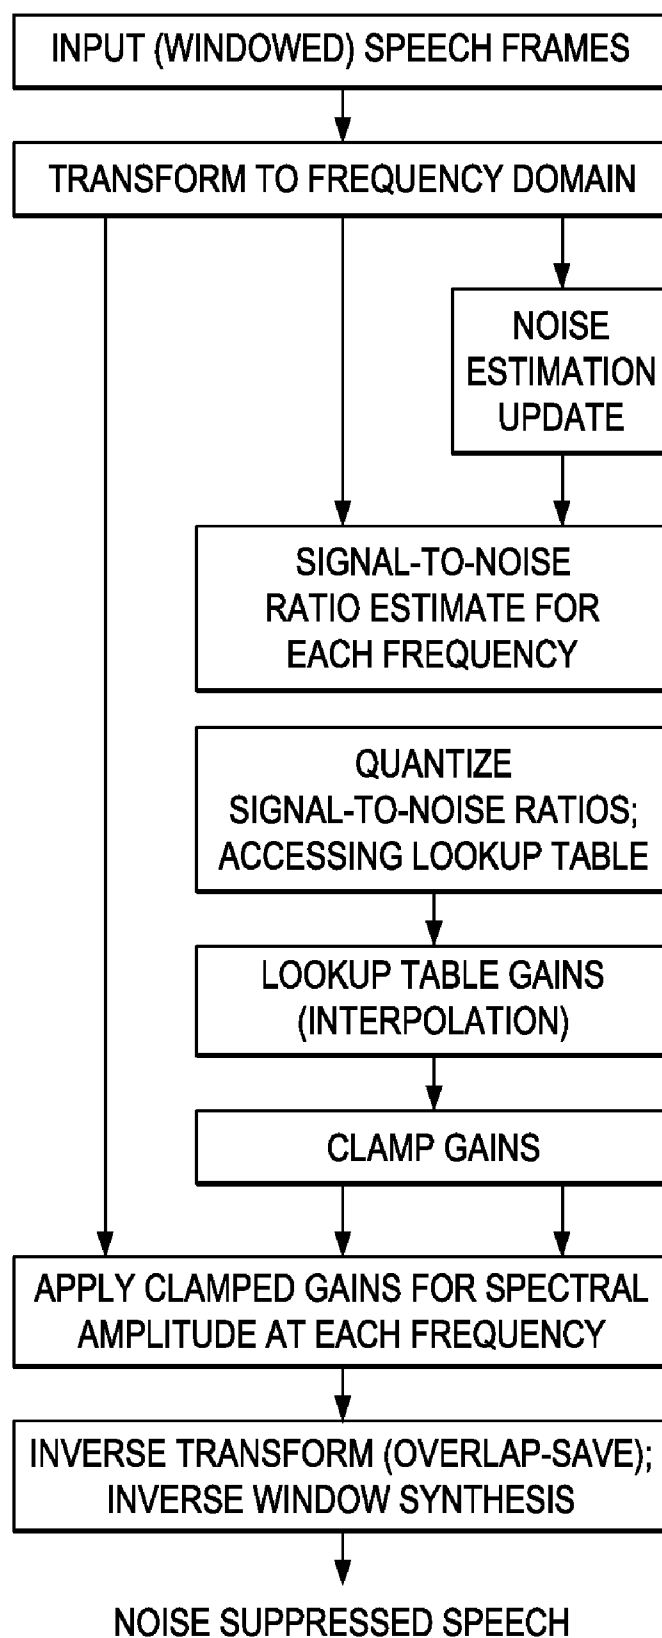 INPUT (WINDOWED) SPEECH FRAMES
TRANSFORM TO FREQUENCY DOMAIN
NOISE
ESTIMATION
UPDATE
SIGNAL-TO-NOISE
RATIO ESTIMATE FOR
EACH FREQUENCY
QUANTIZE
SIGNAL-TO-NOISE RATIOS;
ACCESSING LOOKUP TABLE
LOOKUP TABLE GAINS
(INTERPOLATION)
CLAMP GAINS
APPLY CLAMPED GAINS FOR SPECTRAL
AMPLITUDE AT EACH FREQUENCY
INVERSE TRANSFORM (OVERLAP-SAVE);
INVERSE WINDOW SYNTHESIS
NOISE SUPPRESSED SPEECH